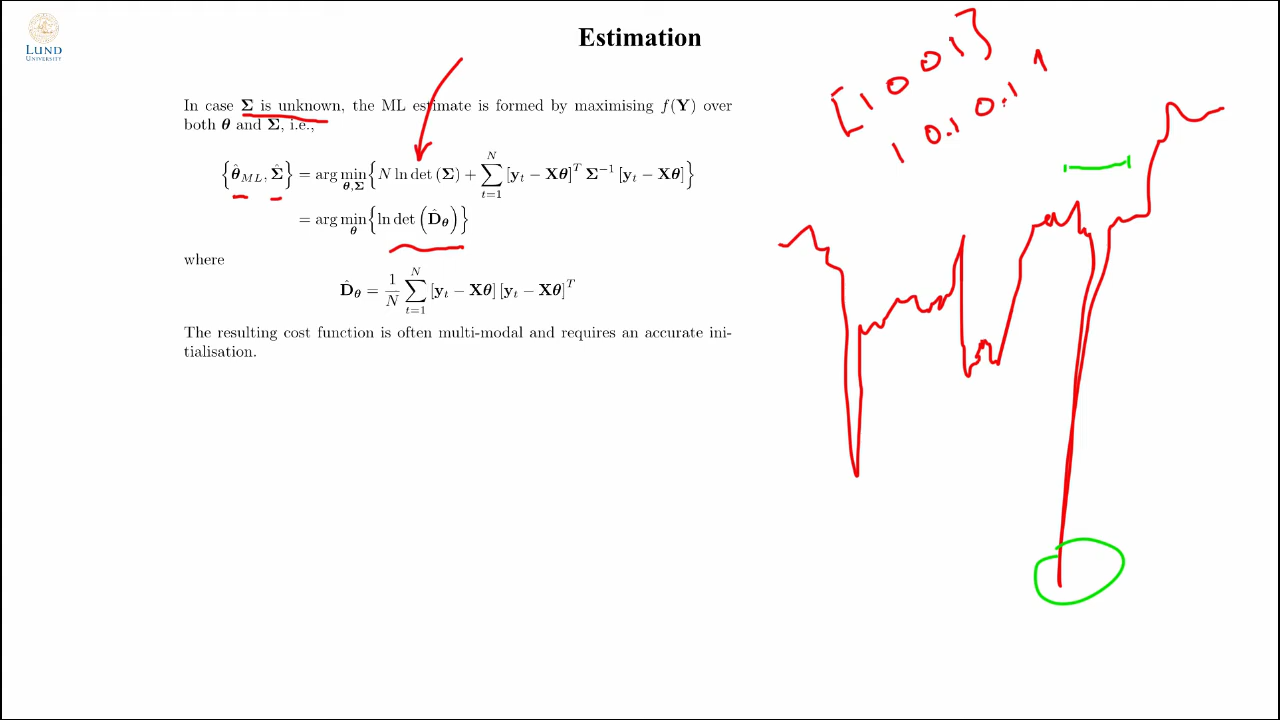 LUND
UNIVERSITY
Estimation
[1 0 0 1]
1 0.1 0.1 1
In case Σ is unknown, the ML estimate is formed by maximising f(Y) over
both θ and Σ, i.e.,
{θ̂_ML, Σ̂} = arg min_{θ,Σ} {N ln det (Σ) + ∑_{t=1}^{N} [y_t − Xθ]^T Σ^{−1} [y_t − Xθ]}
= arg min_θ {ln det (D̂_θ)}
where
D̂_θ = 1/N ∑_{t=1}^{N} [y_t − Xθ] [y_t − Xθ]^T
The resulting cost function is often multi-modal and requires an accurate ini-
tialisation.